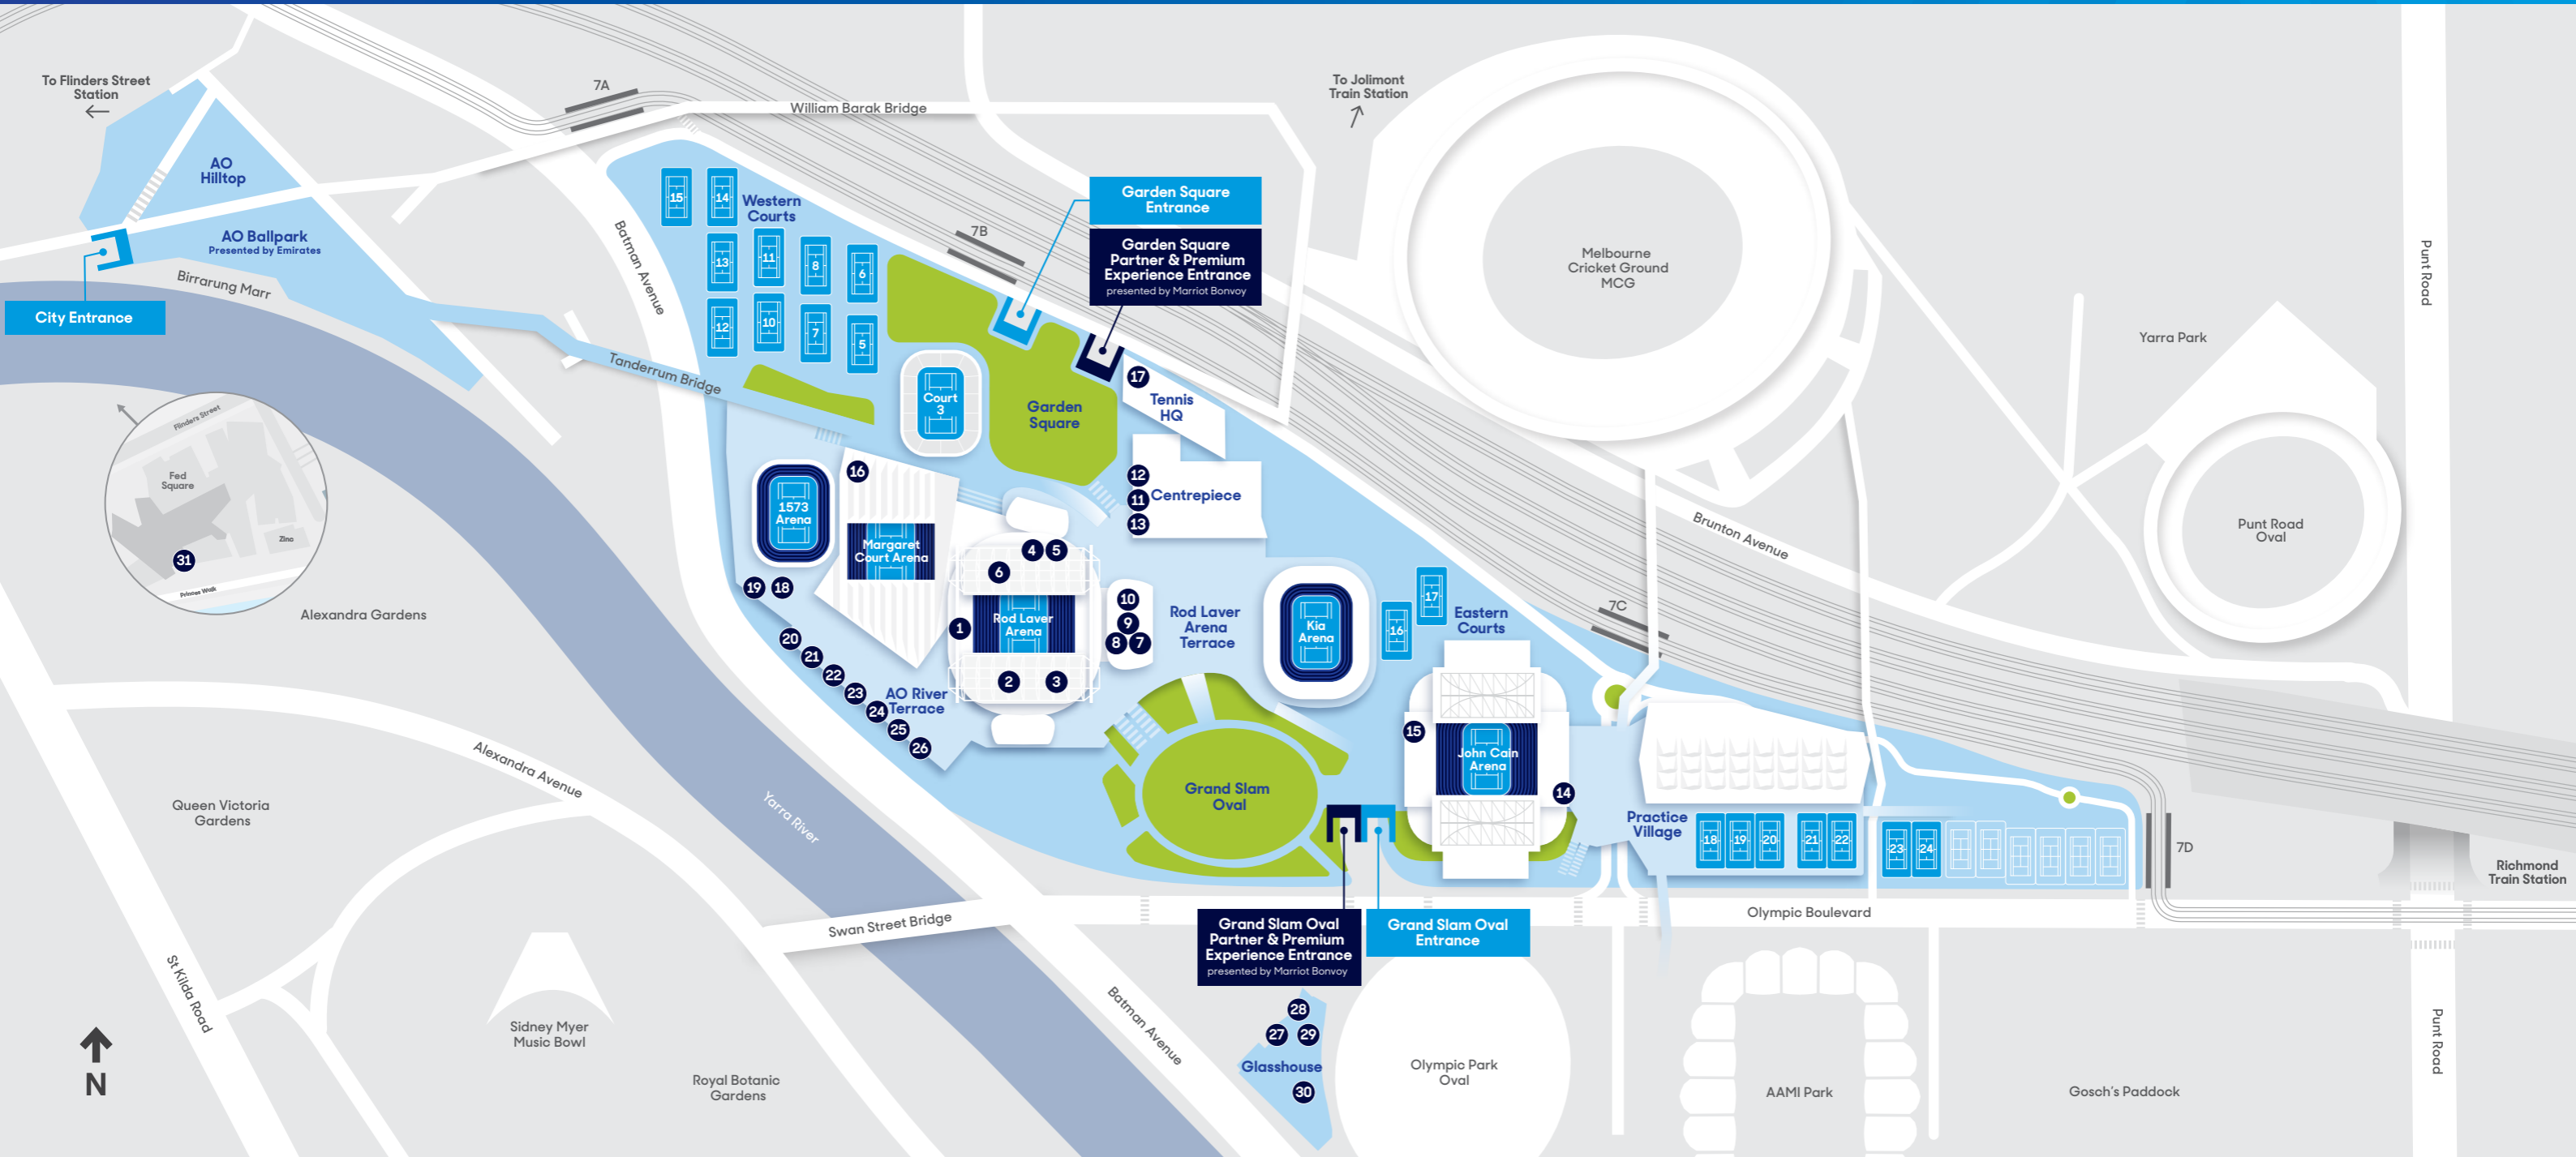 To Flinders Street
Station
7A
William Barak Bridge
To Jolimont
Train Station
AO
Hilltop
AO Ballpark
Presented by Emirates
Birrarung Marr
City Entrance
Batman Avenue
Tanderrum Bridge
15
14
Western
Courts
13
11
8
6
12
10
7
5
7B
Garden Square
Entrance
Garden Square
Partner & Premium
Experience Entrance
presented by Marriot Bonvoy
Melbourne
Cricket Ground
MCG
Punt Road
Yarra Park
Punt Road
Oval
Brunton Avenue
Court
3
Garden
Square
17
Tennis
HQ
12
11
13
Centrepiece
Flinders Street
Fed
Square
Zinc
31
Princes Walk
Alexandra Gardens
16
1573
Arena
Margaret
Court Arena
19
18
4
5
6
1
Rod Laver
Arena
2
3
10
9
8
7
Rod Laver
Arena
Terrace
Kia
Arena
16
17
Eastern
Courts
7C
20
21
22
23
24
25
26
AO River
Terrace
Grand Slam
Oval
15
John Cain
Arena
14
Practice
Village
18
19
20
21
22
23
24
7D
Richmond
Train Station
Queen Victoria
Gardens
Alexandra Avenue
Yarra River
Swan Street Bridge
Olympic Boulevard
Grand Slam Oval
Partner & Premium
Experience Entrance
presented by Marriot Bonvoy
Grand Slam Oval
Entrance
St Kilda Road
N
Sidney Myer
Music Bowl
Royal Botanic
Gardens
Batman Avenue
28
27
29
Glasshouse
30
Olympic Park
Oval
AAMI Park
Gosch's Paddock
Punt Road